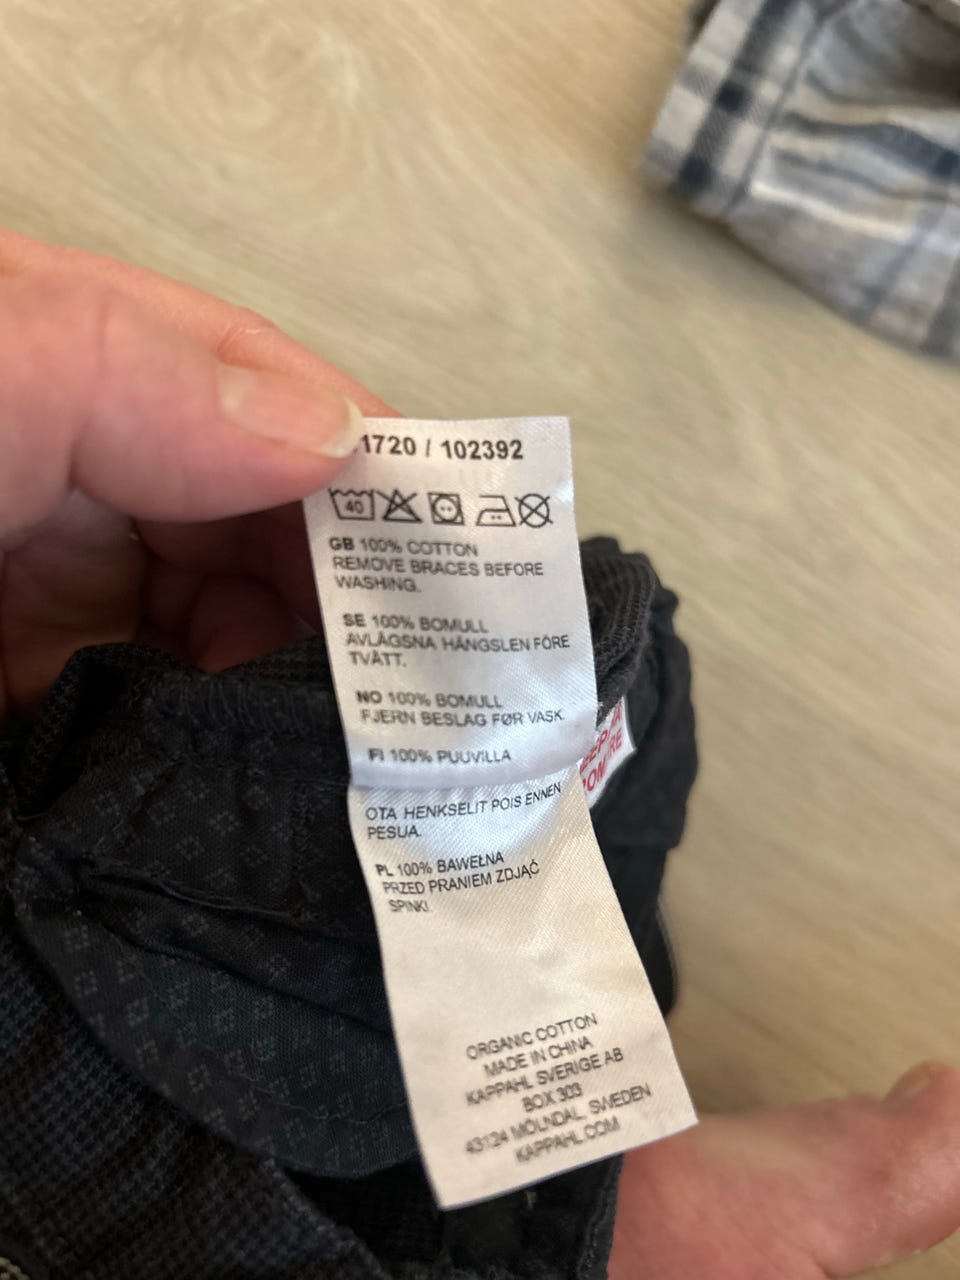 1720 / 102392
40
GB 100% COTTON
REMOVE BRACES BEFORE
WASHING.
SE 100% BOMULL
AVLÄGSNA HÄNGSLEN FÖRE
TVÄTT.
NO 100% BOMULL
FJERN BESLAG FØR VASK.
FI 100% PUUVILLA
OTA HENKSELIT POIS ENNEN
PESUA.
PL 100% BAWEŁNA
PRZED PRANIEM ZDJĄĆ
SPINKI.
ORGANIC COTTON
MADE IN CHINA
KAPPAHL SVERIGE AB
BOX 303
43124 MÖLNDAL, SWEDEN
KAPPAHL.COM